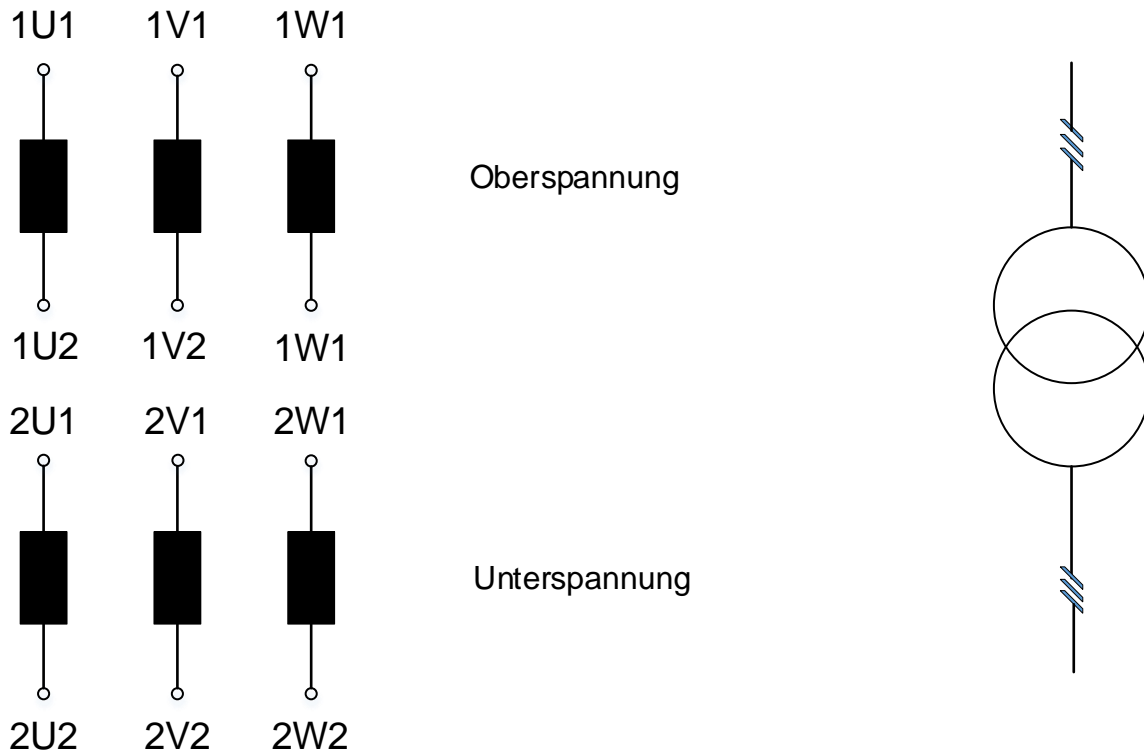 1U1 1V1 1W1
Oberspannung
1U2 1V2 1W1
2U1 2V1 2W1
Unterspannung
2U2 2V2 2W2